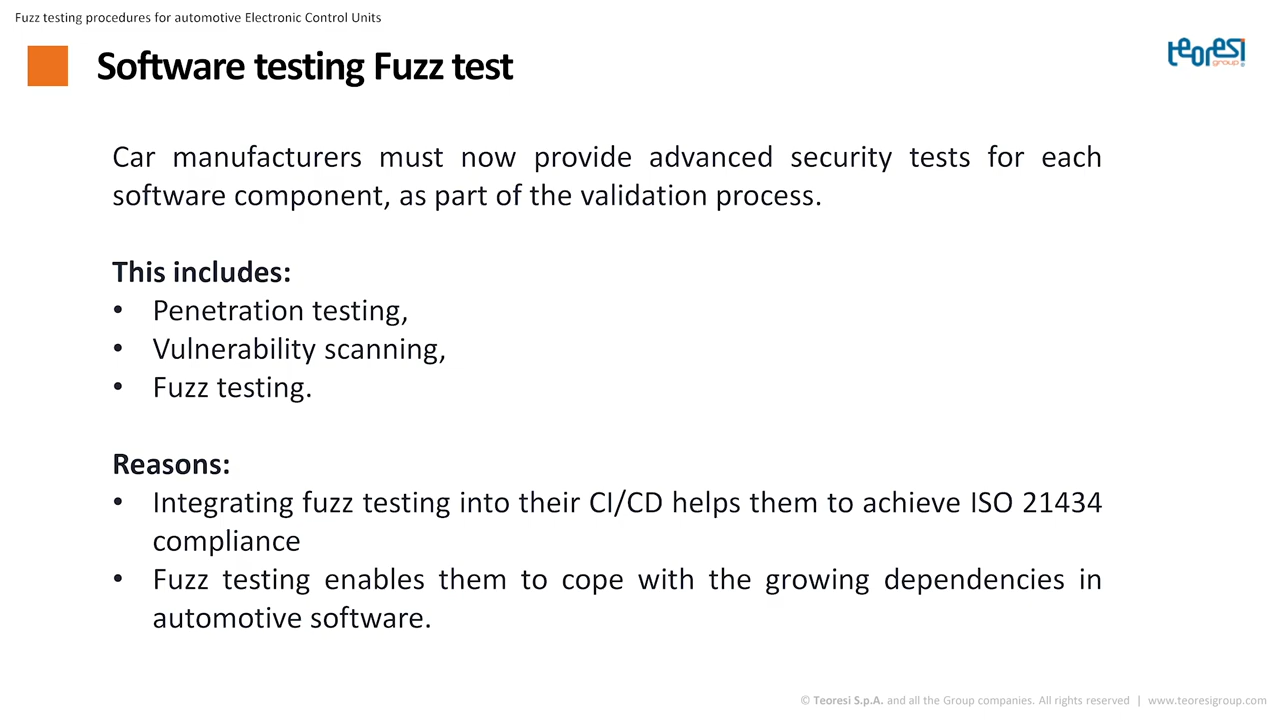 Fuzz testing procedures for automotive Electronic Control Units
Software testing Fuzz test
teoresi
group
Car manufacturers must now provide advanced security tests for each
software component, as part of the validation process.
This includes:
• Penetration testing,
• Vulnerability scanning,
• Fuzz testing.
Reasons:
• Integrating fuzz testing into their CI/CD helps them to achieve ISO 21434
compliance
• Fuzz testing enables them to cope with the growing dependencies in
automotive software.
© Teoresi S.p.A. and all the Group companies. All rights reserved | www.teoresigroup.com